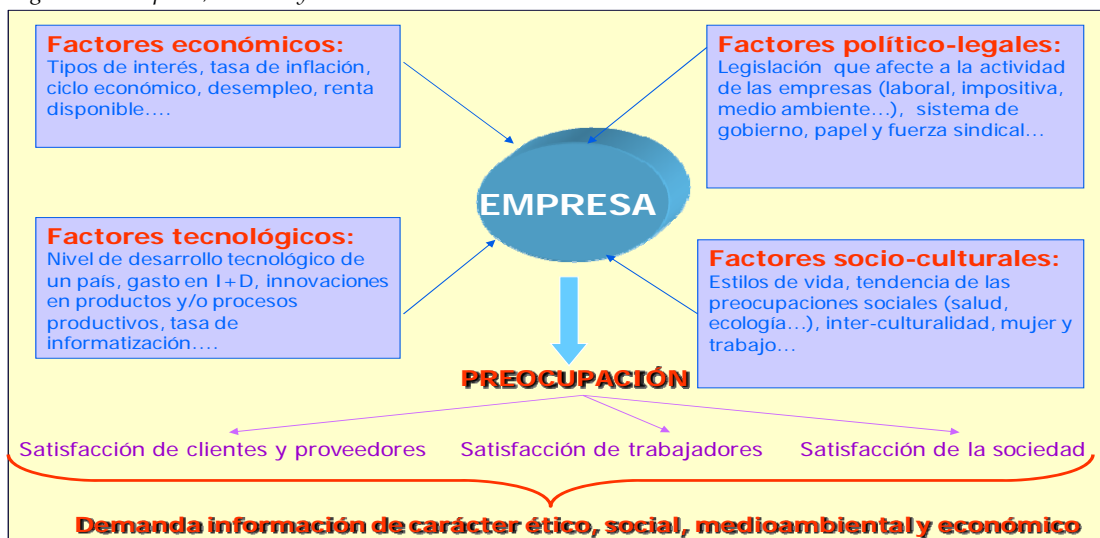 Factores económicos:
Tipos de interés, tasa de inflación,
ciclo económico, desempleo, renta
disponible....
Factores político-legales:
Legislación que afecte a la actividad
de las empresas (laboral, impositiva,
medio ambiente...), sistema de
gobierno, papel y fuerza sindical...
EMPRESA
Factores tecnológicos:
Nivel de desarrollo tecnológico de
un país, gasto en I+D, innovaciones
en productos y/o procesos
productivos, tasa de
informatización....
Factores socio-culturales:
Estilos de vida, tendencia de las
preocupaciones sociales (salud,
ecología...), inter-culturalidad, mujer y
trabajo...
PREOCUPACIÓN
Satisfacción de clientes y proveedores
Satisfacción de trabajadores
Satisfacción de la sociedad
Demanda información de carácter ético, social, medioambiental y económico